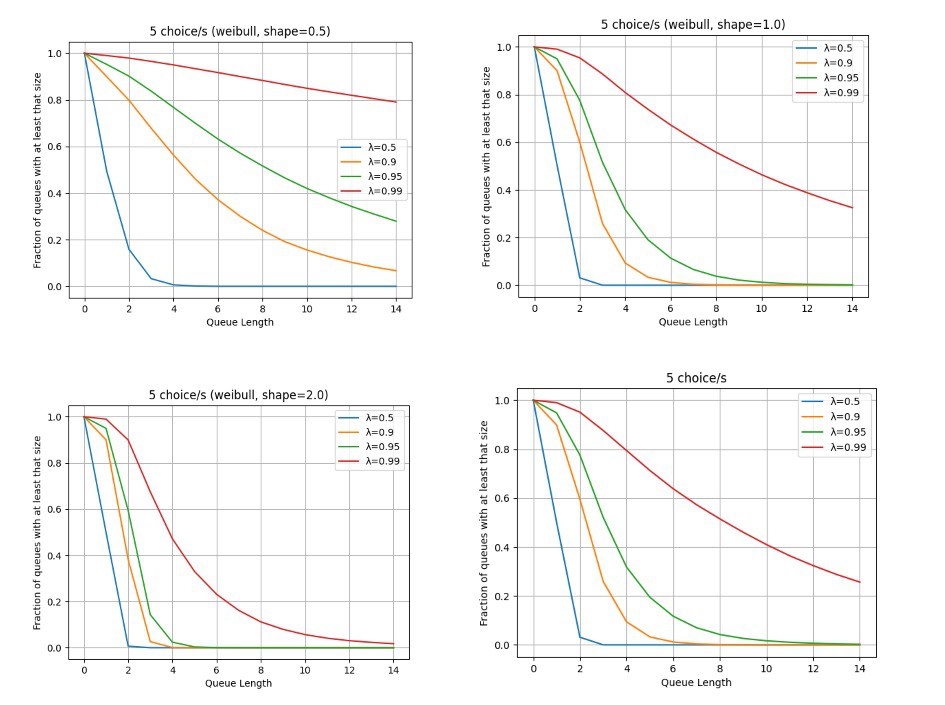 5 choice/s (weibull, shape=0.5)
Fraction of queues with at least that size
1.0
0.8
0.6
0.4
0.2
0.0
λ=0.5
λ=0.9
λ=0.95
λ=0.99
0 2 4 6 8 10 12 14
Queue Length
5 choice/s (weibull, shape=1.0)
Fraction of queues with at least that size
1.0
0.8
0.6
0.4
0.2
0.0
λ=0.5
λ=0.9
λ=0.95
λ=0.99
0 2 4 6 8 10 12 14
Queue Length
5 choice/s (weibull, shape=2.0)
Fraction of queues with at least that size
1.0
0.8
0.6
0.4
0.2
0.0
λ=0.5
λ=0.9
λ=0.95
λ=0.99
0 2 4 6 8 10 12 14
Queue Length
5 choice/s
Fraction of queues with at least that size
1.0
0.8
0.6
0.4
0.2
0.0
λ=0.5
λ=0.9
λ=0.95
λ=0.99
0 2 4 6 8 10 12 14
Queue Length